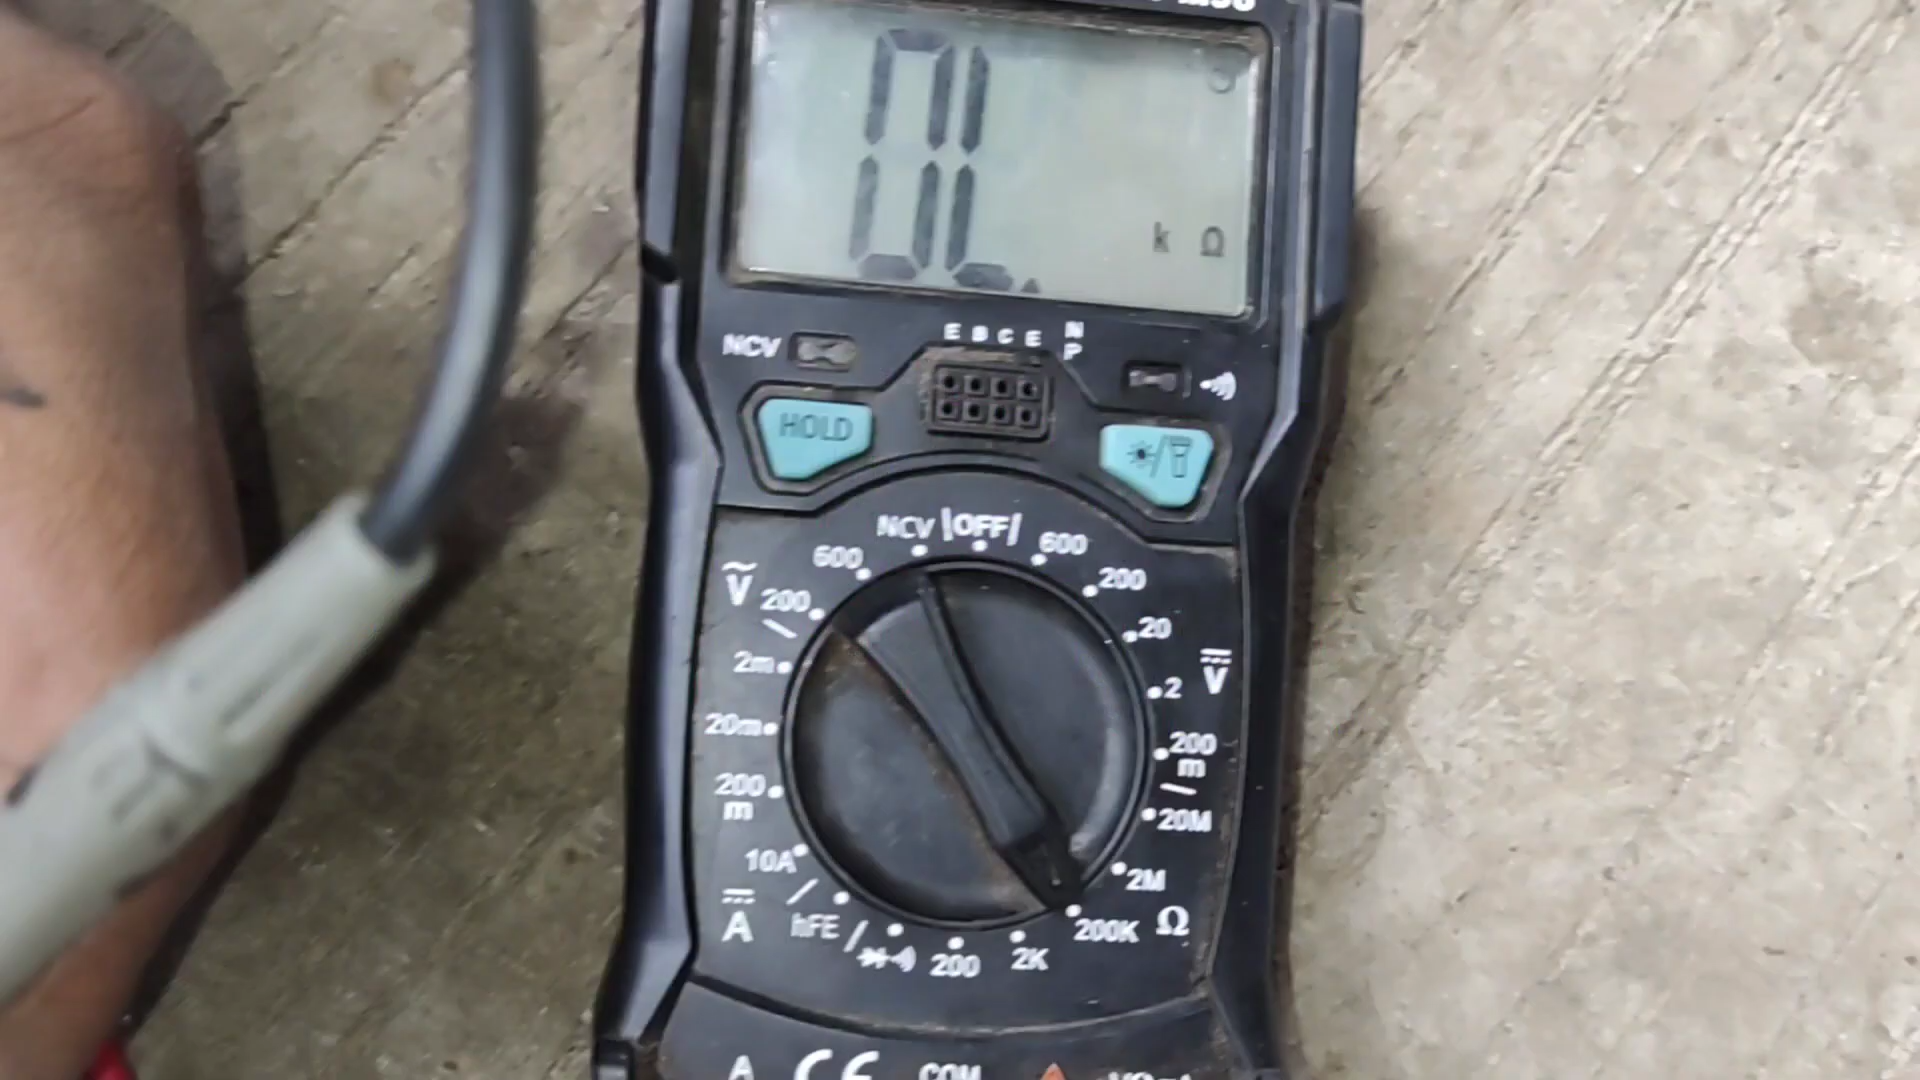 0L.
k Ω
NCV
E B C E
N
P
HOLD
NCV OFF
600
600
200
200
Ṽ
2m
20
2
V
20m
200
m
200
m
20M
10A
2M
A
hFE
200
2K
200K
Ω
A CE COM